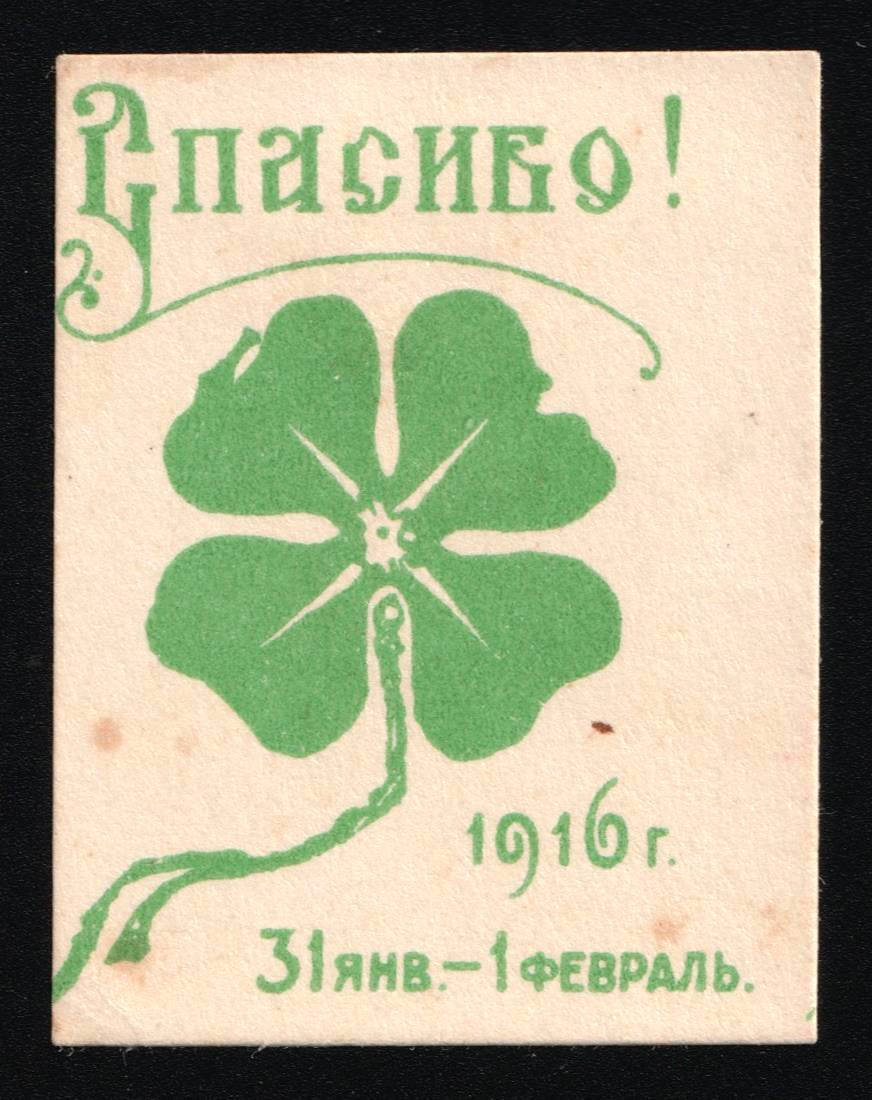 Спасибо!
1916 г.
31 янв.-1 ФЕВРАЛЬ.